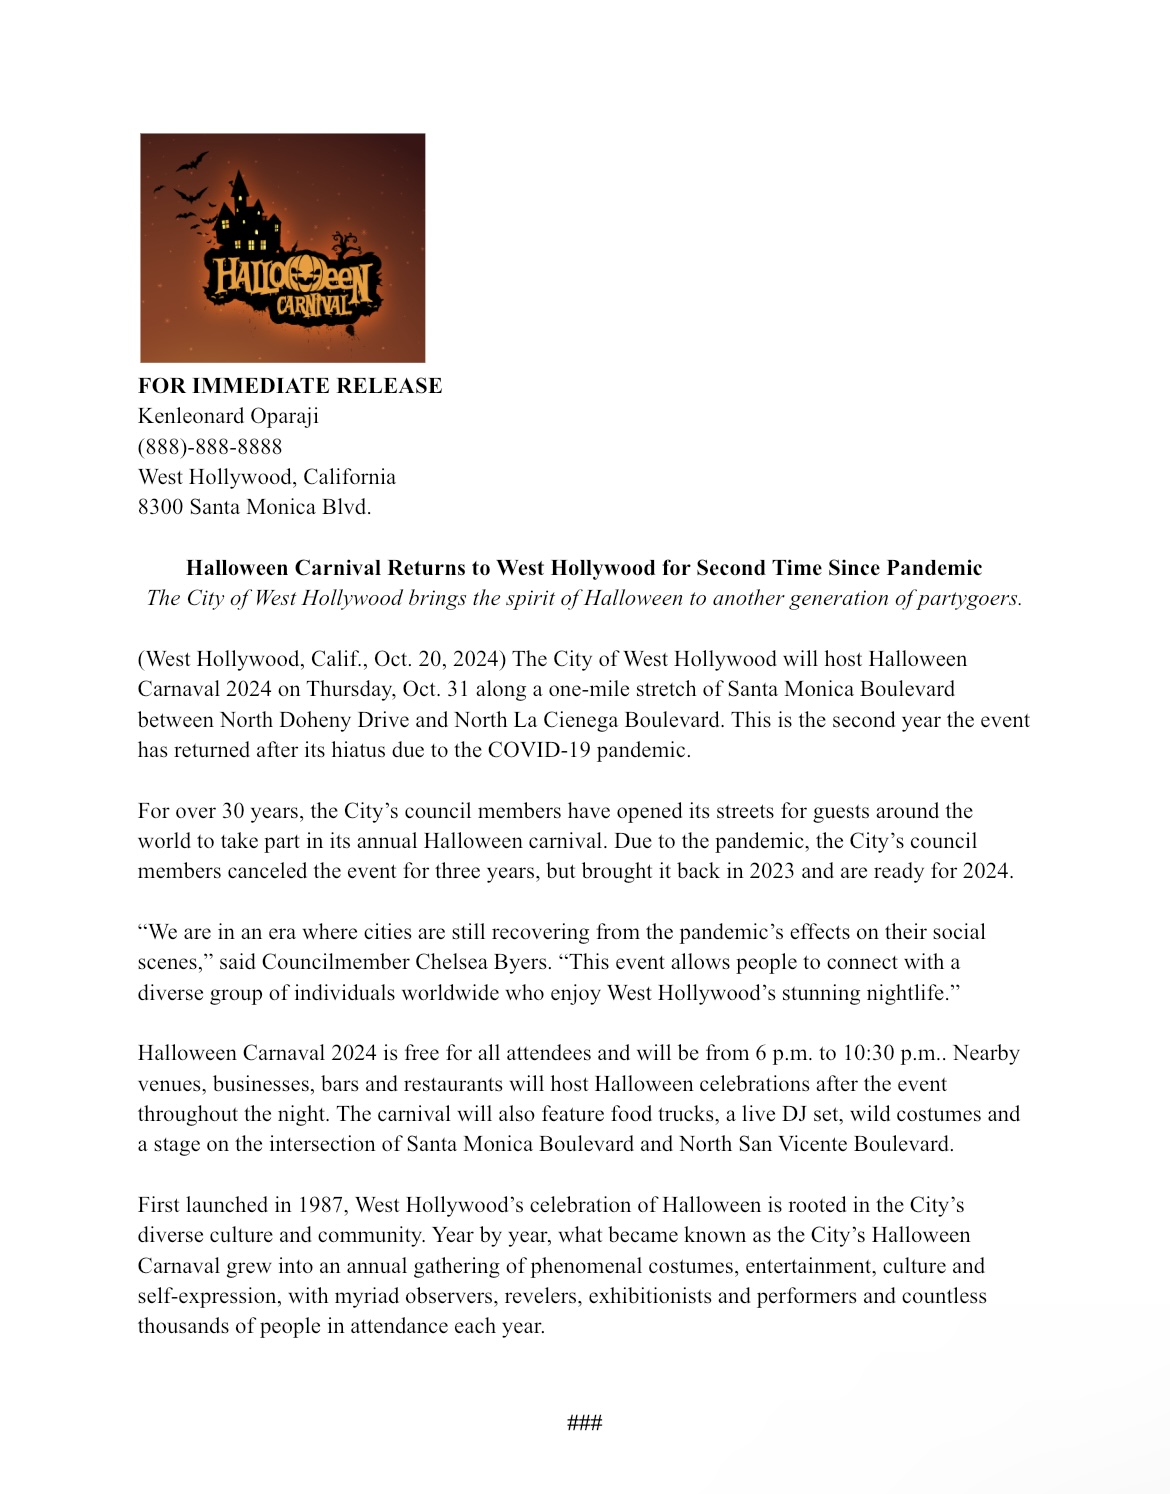 HALLOWEEN
CARNIVAL
FOR IMMEDIATE RELEASE
Kenleonard Oparaji
(888)-888-8888
West Hollywood, California
8300 Santa Monica Blvd.
Halloween Carnival Returns to West Hollywood for Second Time Since Pandemic
The City of West Hollywood brings the spirit of Halloween to another generation of partygoers.
(West Hollywood, Calif., Oct. 20, 2024) The City of West Hollywood will host Halloween
Carnaval 2024 on Thursday, Oct. 31 along a one-mile stretch of Santa Monica Boulevard
between North Doheny Drive and North La Cienega Boulevard. This is the second year the event
has returned after its hiatus due to the COVID-19 pandemic.
For over 30 years, the City’s council members have opened its streets for guests around the
world to take part in its annual Halloween carnival. Due to the pandemic, the City’s council
members canceled the event for three years, but brought it back in 2023 and are ready for 2024.
“We are in an era where cities are still recovering from the pandemic’s effects on their social
scenes,” said Councilmember Chelsea Byers. “This event allows people to connect with a
diverse group of individuals worldwide who enjoy West Hollywood’s stunning nightlife.”
Halloween Carnaval 2024 is free for all attendees and will be from 6 p.m. to 10:30 p.m.. Nearby
venues, businesses, bars and restaurants will host Halloween celebrations after the event
throughout the night. The carnival will also feature food trucks, a live DJ set, wild costumes and
a stage on the intersection of Santa Monica Boulevard and North San Vicente Boulevard.
First launched in 1987, West Hollywood’s celebration of Halloween is rooted in the City’s
diverse culture and community. Year by year, what became known as the City’s Halloween
Carnaval grew into an annual gathering of phenomenal costumes, entertainment, culture and
self-expression, with myriad observers, revelers, exhibitionists and performers and countless
thousands of people in attendance each year.
###